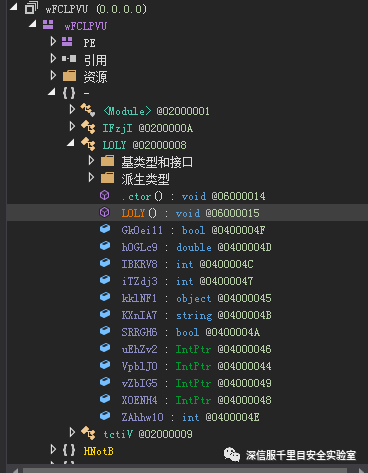 wFCLPVU (0.0.0.0)
wFCLPVU
PE
引用
资源
{ } -
<Module> @02000001
IFzjI @0200000A
LOLY @02000008
基类型和接口
派生类型
.ctor() : void @06000014
LOLY() : void @06000015
GkOei11 : bool @0400004F
hOGLc9 : double @0400004D
IBKRV8 : int @0400004C
iTZdj3 : int @04000047
kklNF1 : object @04000045
KXnIA7 : string @0400004B
SRRGH6 : bool @0400004A
uEhZv2 : IntPtr @04000046
VpblJ0 : IntPtr @04000044
vZbIG5 : IntPtr @04000049
XOENH4 : IntPtr @04000048
ZAhhw10 : int @0400004E
tctiV @02000009
{ } HNotB
深信服千里目安全实验室